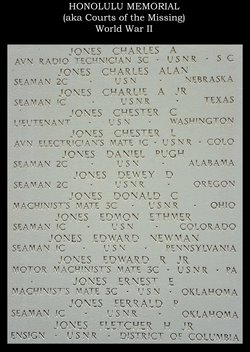 HONOLULU MEMORIAL
(aka Courts of the Missing)
World War II
JONES CHARLES A
AVN RADIO TECHNICIAN 3C · USNR · S C
JONES CHARLES ALAN
SEAMAN 2C · USN · NEBRASKA
JONES CHARLIE A JR
SEAMAN 1C · USNR · TEXAS
JONES CHESTER C
LIEUTENANT · USN · WASHINGTON
JONES CHESTER L
AVN ELECTRICIAN'S MATE 1C · USNR · COLO
JONES DANIEL PUGH
SEAMAN 2C · USN · ALABAMA
JONES DEWEY D
SEAMAN 2C · USNR · OREGON
JONES DONALD C
MACHINIST'S MATE 3C · USNR · OHIO
JONES EDMON ETHMER
SEAMAN 1C · USN · COLORADO
JONES EDWARD NEWMAN
SEAMAN 1C · USN · PENNSYLVANIA
JONES EDWARD R JR
MOTOR MACHINIST'S MATE 3C · USNR · PA
JONES ERNEST E
MACHINIST'S MATE 3C · USN · OKLAHOMA
JONES FERRALD P
SEAMAN 1C · USNR · OKLAHOMA
JONES FLETCHER H JR
ENSIGN · USNR · DISTRICT OF COLUMBIA